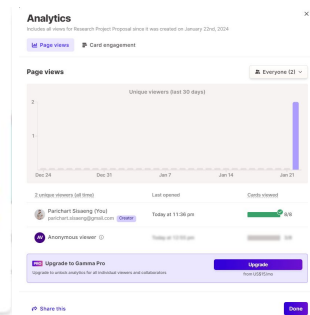 Analytics
Includes all views for Research Project Proposal since it was created on January 22nd, 2024
Page views
Card engagement
Page views
Everyone (2)
Unique viewers (last 30 days)
2
1
Dec 24
Dec 31
Jan 7
Jan 14
Jan 21
2 unique viewers (all time)
Last opened
Cards viewed
Parichart Sisaeng (You)
parichart.sisaeng@gmail.com Creator
Today at 11:36 pm
6/6
AV
Anonymous viewer
PRO Upgrade to Gamma Pro
Upgrade to unlock analytics for all individual viewers and collaborators
Upgrade
from US$15/mo
Share this
Done